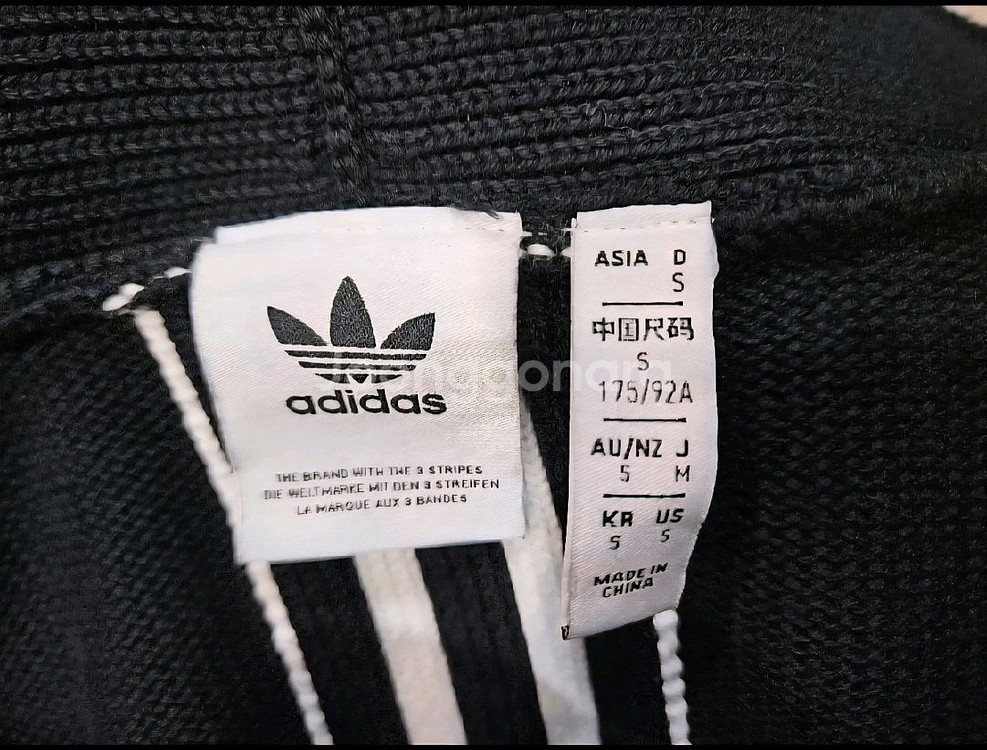 adidas
THE BRAND WITH THE 3 STRIPES
DIE WELTMARKE MIT DEN 3 STREIFEN
LA MARQUE AUX 3 BANDES
ASIA D
S
中国尺码
S
175/92A
AU/NZ J
S M
KR US
S S
MADE IN
CHINA